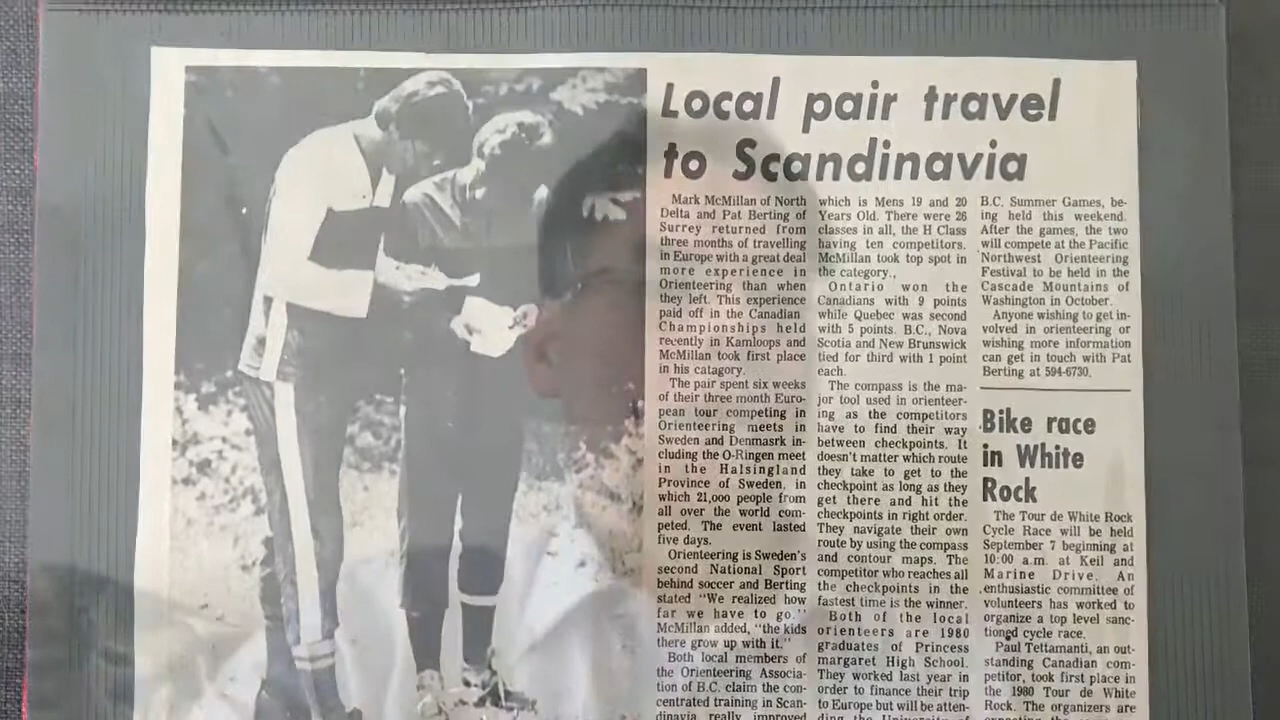 Local pair travel
to Scandinavia
Mark McMillan of North
Delta and Pat Berting of
Surrey returned from
three months of travelling
in Europe with a great deal
more experience in
Orienteering than when
they left. This experience
paid off in the Canadian
Championships held
recently in Kamloops and
McMillan took first place
in his catagory.
The pair spent six weeks
of their three month Euro-
pean tour competing in
Orienteering meets in
Sweden and Denmasrk in-
cluding the O-Ringen meet
in the Halsingland
Province of Sweden, in
which 21,000 people from
all over the world com-
peted. The event lasted
five days.
Orienteering is Sweden's
second National Sport
behind soccer and Berting
stated "We realized how
far we have to go."
McMillan added, "the kids
there grow up with it."
Both local members of
the Orienteering Associa-
tion of B.C. claim the con-
centrated training in Scan-
dinavia really improved
which is Mens 19 and 20
Years Old. There were 26
classes in all, the H Class
having ten competitors.
McMillan took top spot in
the category.,
Ontario won the
Canadians with 9 points
while Quebec was second
with 5 points. B.C., Nova
Scotia and New Brunswick
tied for third with 1 point
each.
The compass is the ma-
jor tool used in orienteer-
ing as the competitors
have to find their way
between checkpoints. It
doesn't matter which route
they take to get to the
checkpoint as long as they
get there and hit the
checkpoints in right order.
They navigate their own
route by using the compass
and contour maps. The
competitor who reaches all
the checkpoints in the
fastest time is the winner.
Both of the local
orienteers are 1980
graduates of Princess
margaret High School.
They worked last year in
order to finance their trip
to Europe but will be atten-
ding the University of
B.C. Summer Games, be-
ing held this weekend.
After the games, the two
will compete at the Pacific
Northwest Orienteering
Festival to be held in the
Cascade Mountains of
Washington in October.
Anyone wishing to get in-
volved in orienteering or
wishing more information
can get in touch with Pat
Berting at 594-6730.
Bike race
in White
Rock
The Tour de White Rock
Cycle Race will be held
September 7 beginning at
10:00 a.m. at Keil and
Marine Drive. An
enthusiastic committee of
volunteers has worked to
organize a top level sanc-
tioned cycle race.
Paul Tettamanti, an out-
standing Canadian com-
petitor, took first place in
the 1980 Tour de White
Rock. The organizers are